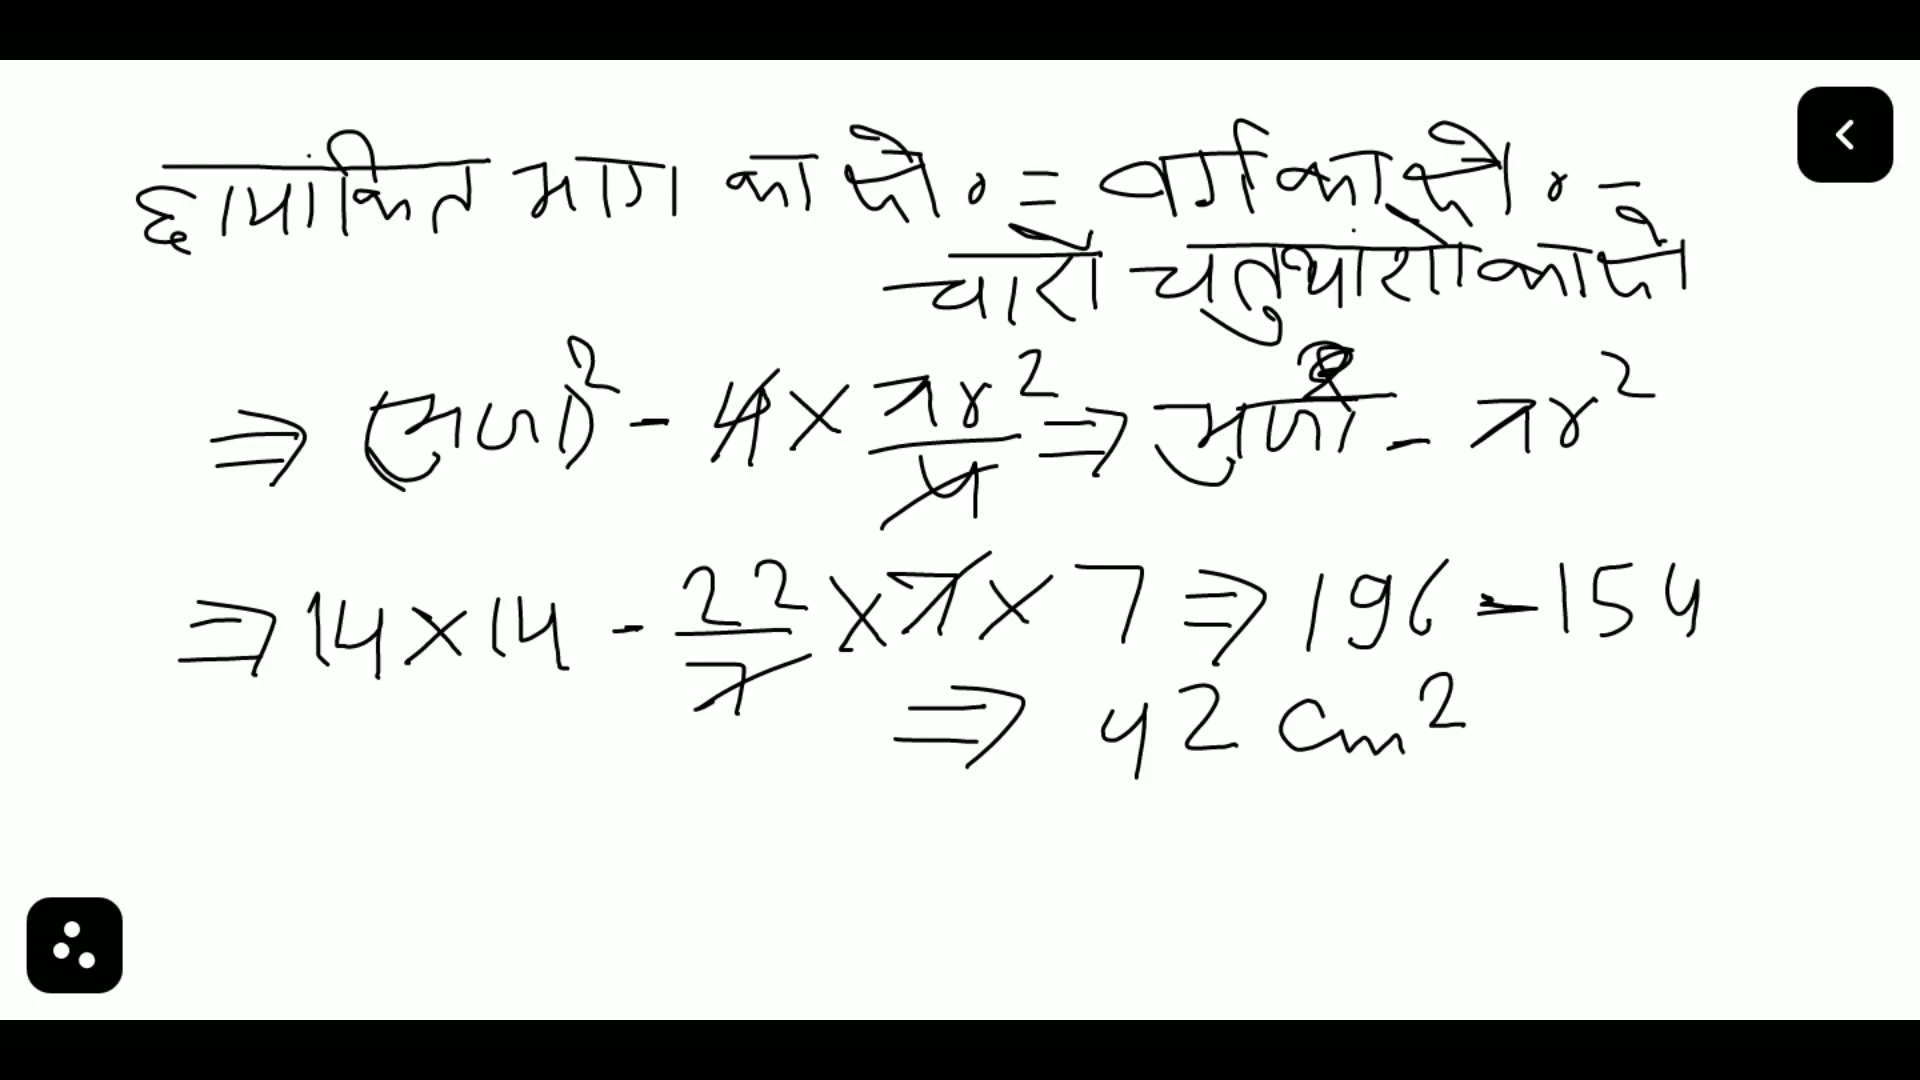 छायांकित भाग का क्षे० = वर्ग का क्षे० -
चारों चतुर्थांशों का क्षे
⇒ (भुजा)² - 4 × πr²/4 ⇒ भुजा² - πr²
⇒ 14 × 14 - 22/7 × 7 × 7 ⇒ 196 - 154
⇒ 42 cm²